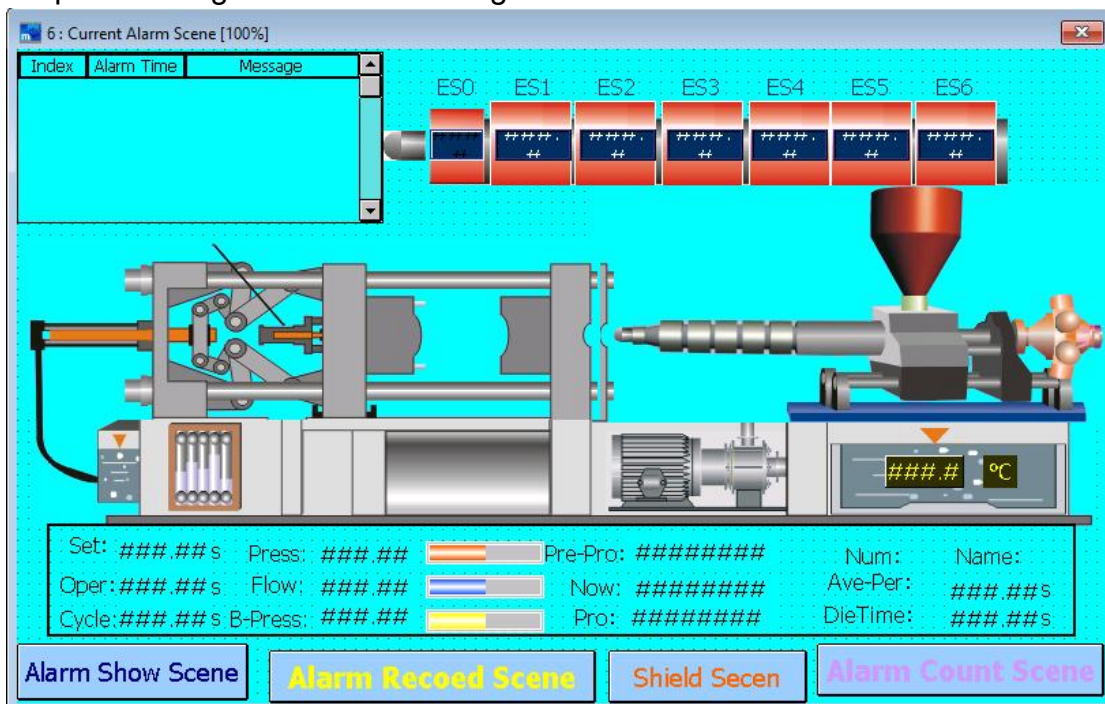 6 : Current Alarm Scene [100%]
Index Alarm Time Message
ES0 ES1 ES2 ES3 ES4 ES5 ES6
###. ###. ###. ###. ###. ###. ###.
# # # # # # #
###.# °C
Set: ###.## s Press: ###.## Pre-Pro: ######## Num: Name:
Oper: ###.## s Flow: ###.## Now: ######## Ave-Per: ###.## s
Cycle: ###.## s B-Press: ###.## Pro: ######## DieTime: ###.## s
Alarm Show Scene Alarm Recoed Scene Shield Secen Alarm Count Scene